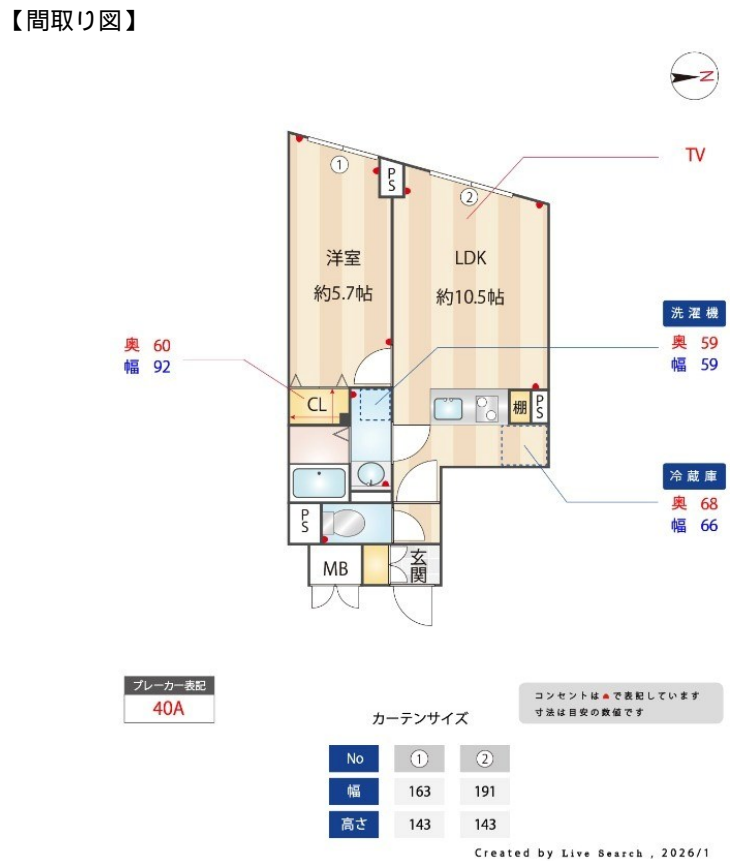 【間取り図】
N
TV
①
PS
②
洋室
約5.7帖
LDK
約10.5帖
洗濯機
奥 59
幅 59
奥 60
幅 92
CL
棚
PS
冷蔵庫
奥 68
幅 66
PS
MB
玄関
ブレーカー表記
40A
コンセントは で表記しています
寸法は目安の数値です
カーテンサイズ
No ① ②
幅 163 191
高さ 143 143
Created by Live Search , 2026/1